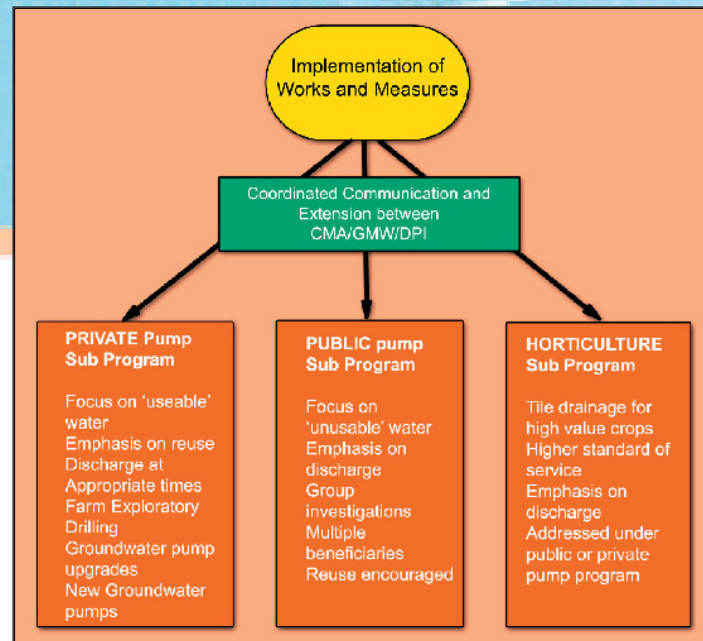 Implementation of
Works and Measures
Coordinated Communication and
Extension between
CMA/GMW/DPI
PRIVATE Pump
Sub Program
Focus on 'useable'
water
Emphasis on reuse
Discharge at
Appropriate times
Farm Exploratory
Drilling
Groundwater pump
upgrades
New Groundwater
pumps
PUBLIC pump
Sub Program
Focus on
'unusable' water
Emphasis on
discharge
Group
investigations
Multiple
beneficiaries
Reuse encouraged
HORTICULTURE
Sub Program
Tile drainage for
high value crops
Higher standard of
service
Emphasis on
discharge
Addressed under
public or private
pump program